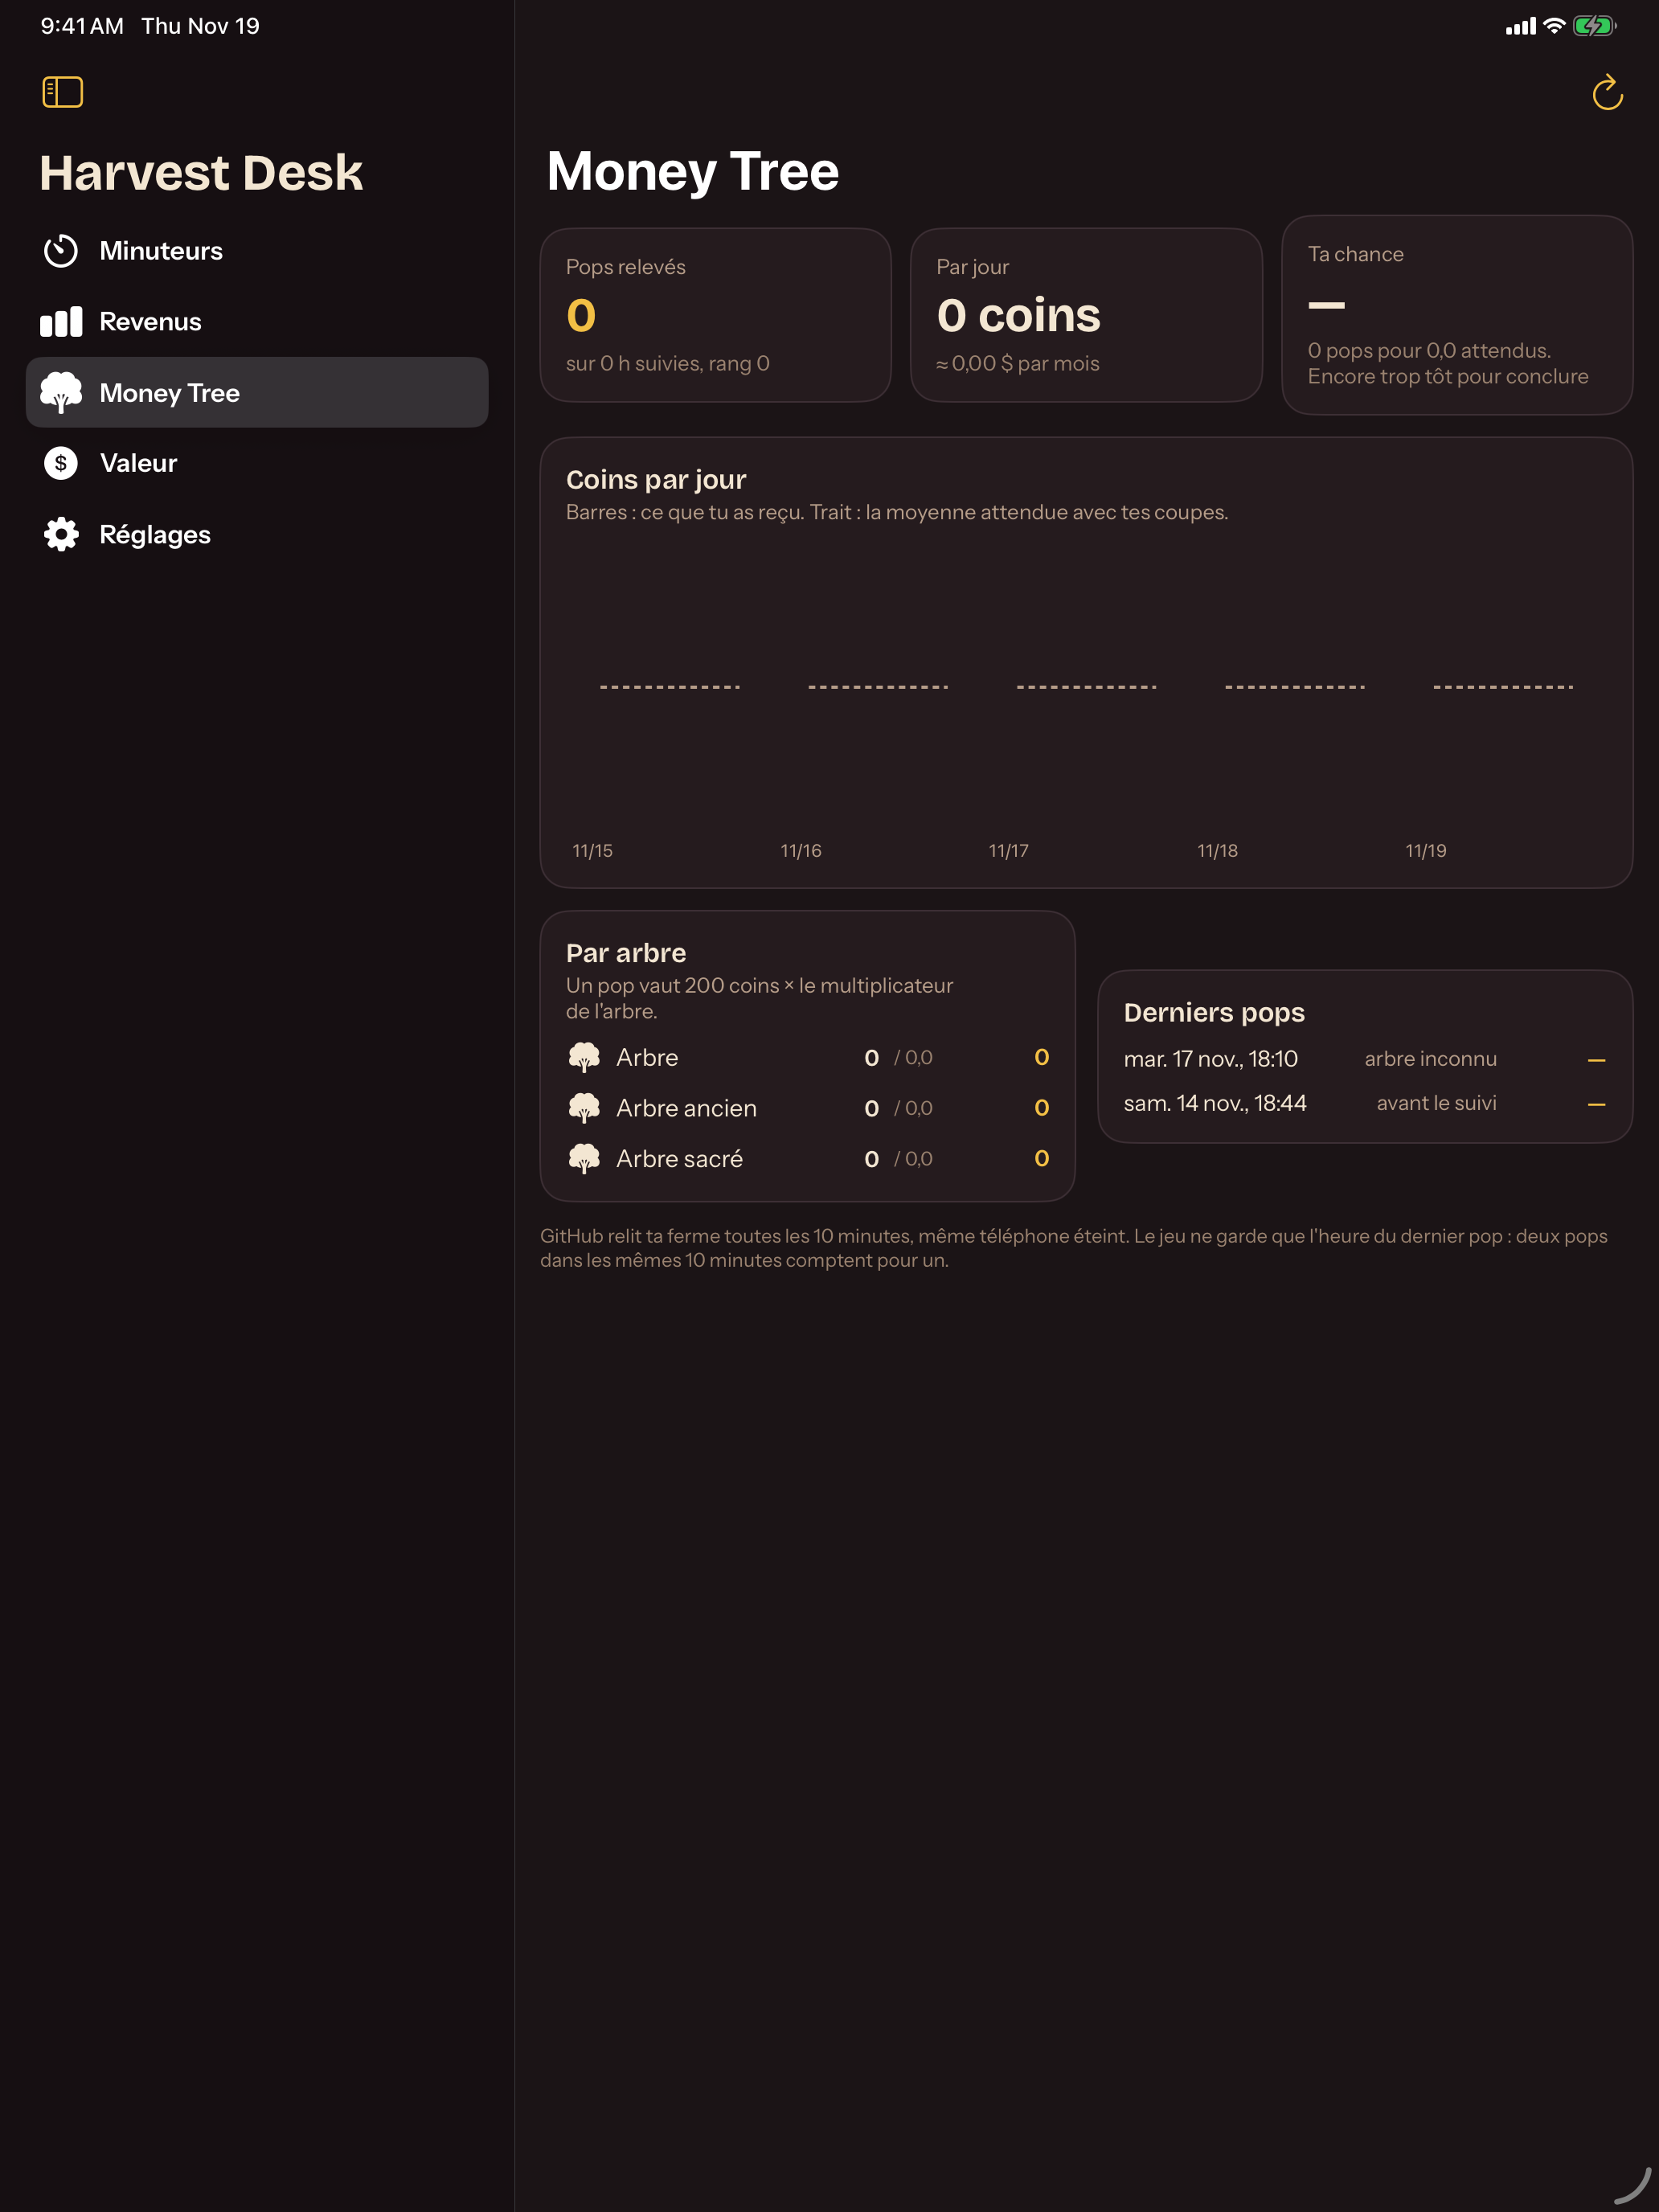 9:41 AM Thu Nov 19
Harvest Desk
Minuteurs
Revenus
Money Tree
Valeur
Réglages
Money Tree
Pops relevés
0
sur 0 h suivies, rang 0
Par jour
0 coins
≈ 0,00 $ par mois
Ta chance
—
0 pops pour 0,0 attendus.
Encore trop tôt pour conclure
Coins par jour
Barres : ce que tu as reçu. Trait : la moyenne attendue avec tes coupes.
11/15 11/16 11/17 11/18 11/19
Par arbre
Un pop vaut 200 coins × le multiplicateur
de l'arbre.
Arbre 0 / 0,0 0
Arbre ancien 0 / 0,0 0
Arbre sacré 0 / 0,0 0
Derniers pops
mar. 17 nov., 18:10 arbre inconnu —
sam. 14 nov., 18:44 avant le suivi —
GitHub relit ta ferme toutes les 10 minutes, même téléphone éteint. Le jeu ne garde que l'heure du dernier pop : deux pops
dans les mêmes 10 minutes comptent pour un.